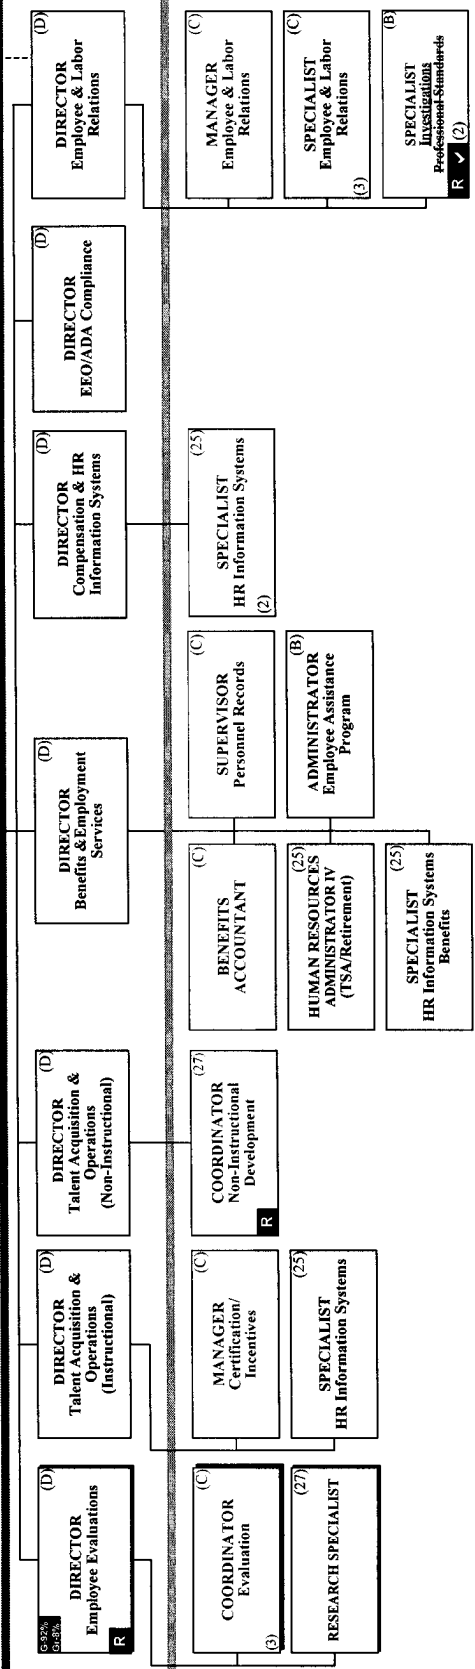 G-92%
Gr-8%
(D)
DIRECTOR
Employee Evaluations
R
(C)
COORDINATOR
Evaluation
(3)
(27)
RESEARCH SPECIALIST
(D)
DIRECTOR
Talent Acquisition &
Operations
(Instructional)
(C)
MANAGER
Certification/
Incentives
(25)
SPECIALIST
HR Information Systems
(D)
DIRECTOR
Talent Acquisition &
Operations
(Non-Instructional)
(27)
COORDINATOR
Non-Instructional
Development
R
(D)
DIRECTOR
Benefits &Employment
Services
(C)
BENEFITS
ACCOUNTANT
(C)
SUPERVISOR
Personnel Records
(25)
HUMAN RESOURCES
ADMINISTRATOR IV
(TSA/Retirement)
(B)
ADMINISTRATOR
Employee Assistance
Program
(25)
SPECIALIST
HR Information Systems
Benefits
(D)
DIRECTOR
Compensation & HR
Information Systems
(25)
SPECIALIST
HR Information Systems
(2)
(D)
DIRECTOR
EEO/ADA Compliance
(D)
DIRECTOR
Employee & Labor
Relations
(C)
MANAGER
Employee & Labor
Relations
(C)
SPECIALIST
Employee & Labor
Relations
(3)
(B)
SPECIALIST
Investigations
Professional Standards
R ✓ (2)